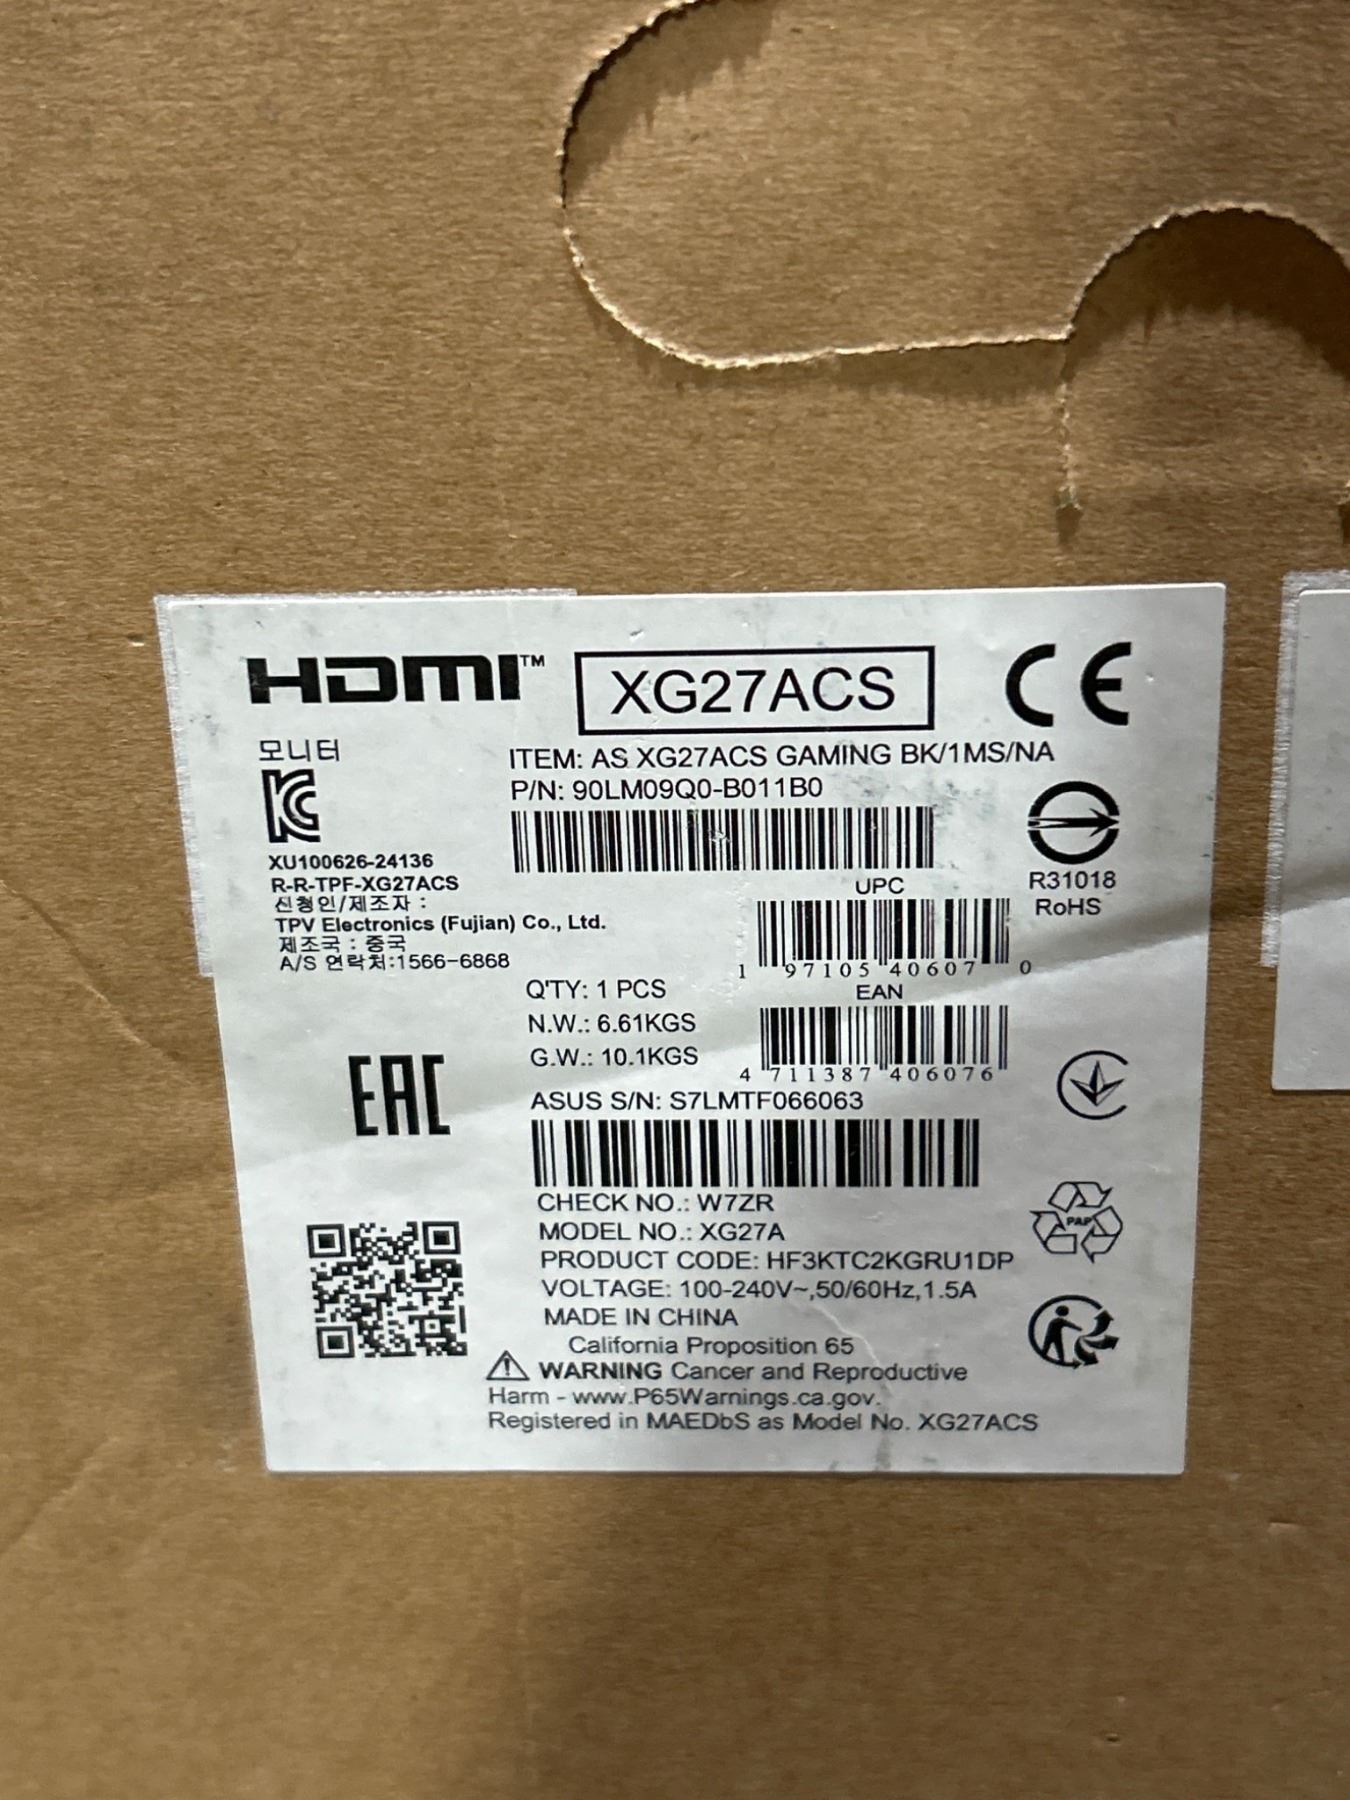 HDMI™
XG27ACS
CE
모니터
ITEM: AS XG27ACS GAMING BK/1MS/NA
P/N: 90LM09Q0-B011B0
XU100626-24136
R-R-TPF-XG27ACS
신청인/제조자 :
TPV Electronics (Fujian) Co., Ltd.
제조국 : 중국
A/S 연락처:1566-6868
R31018
RoHS
UPC
1 97105 40607 0
Q'TY: 1 PCS
EAN
N.W.: 6.61KGS
G.W.: 10.1KGS
4 711387 406076
EAC
ASUS S/N: S7LMTF066063
CHECK NO.: W7ZR
MODEL NO.: XG27A
PAP
PRODUCT CODE: HF3KTC2KGRU1DP
VOLTAGE: 100-240V~,50/60Hz,1.5A
MADE IN CHINA
California Proposition 65
WARNING Cancer and Reproductive
Harm - www.P65Warnings.ca.gov.
Registered in MAEDbS as Model No. XG27ACS